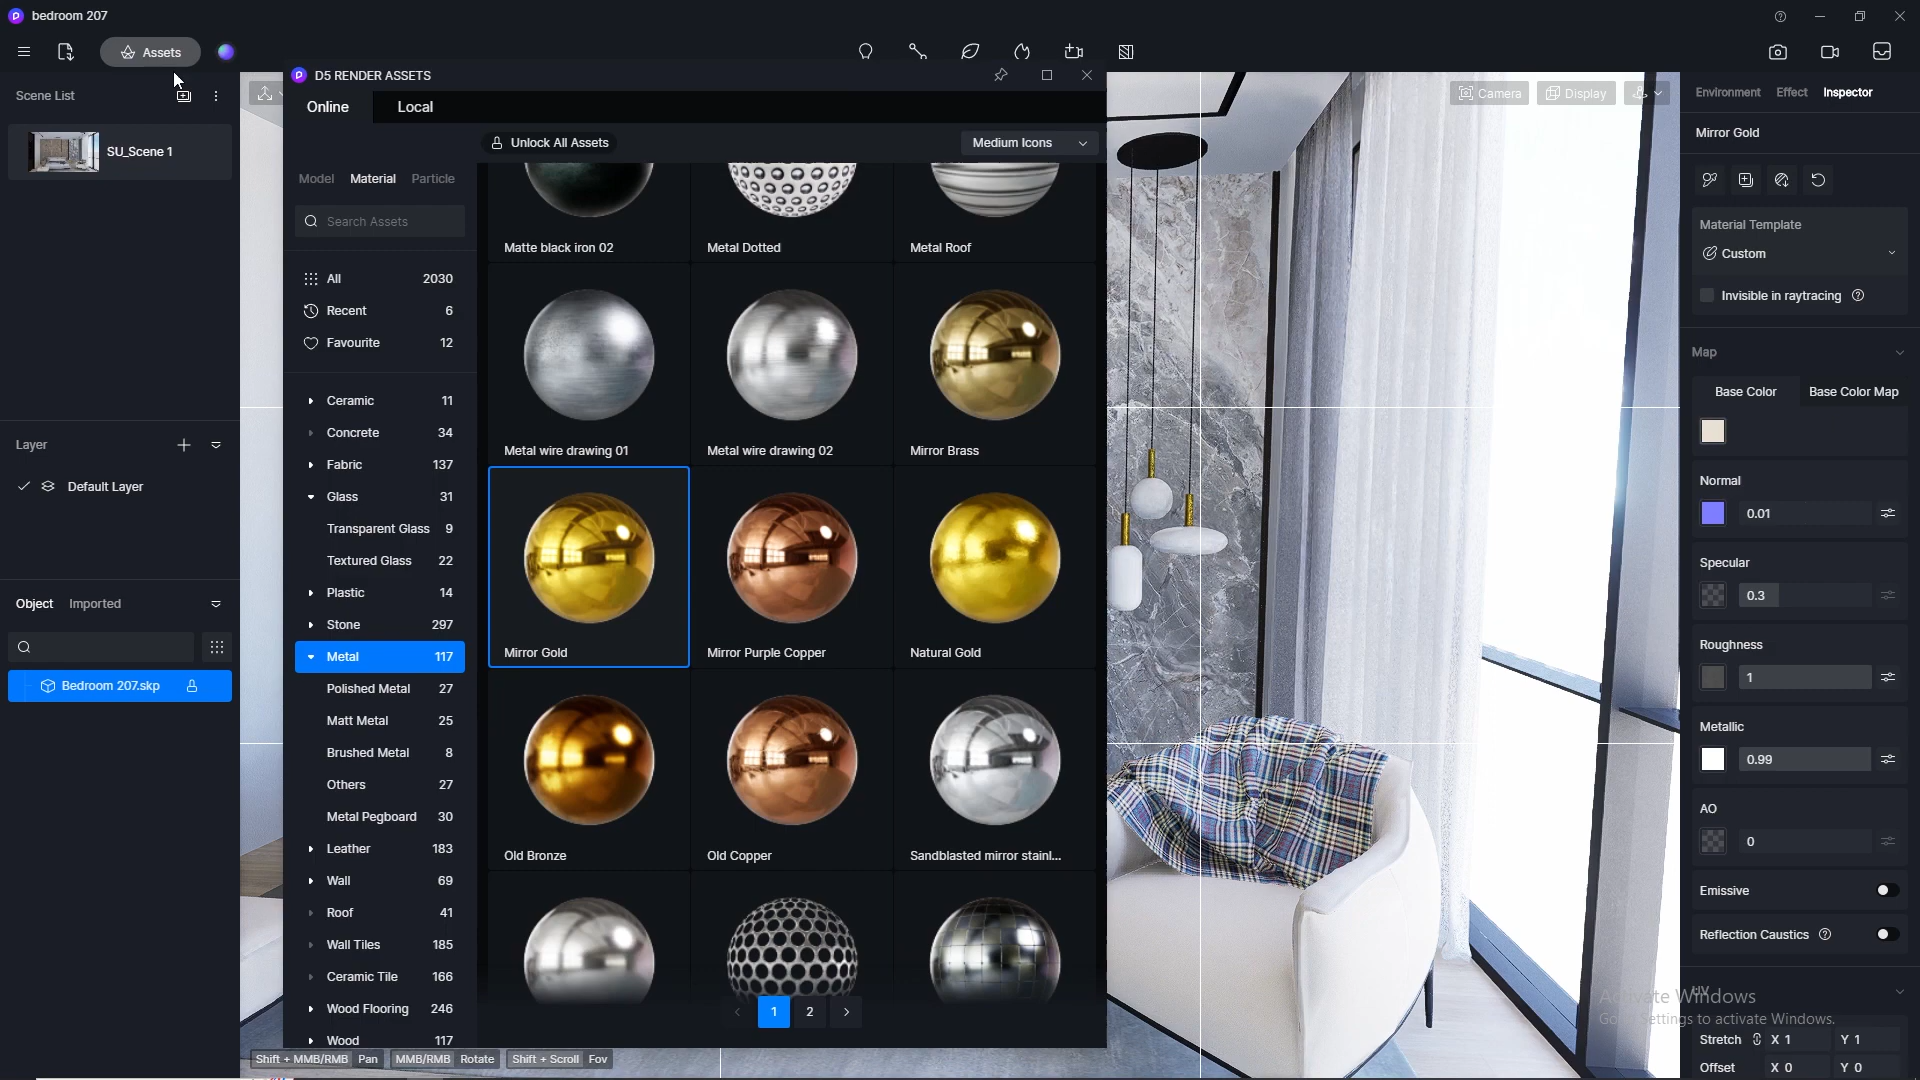 bedroom 207
Assets
Scene List
SU_Scene 1
Layer
Default Layer
Object Imported
Bedroom 207.skp
D5 RENDER ASSETS
Online Local
Unlock All Assets
Medium Icons
Model Material Particle
Search Assets
All 2030
Recent 6
Favourite 12
Ceramic 11
Concrete 34
Fabric 137
Glass 31
Transparent Glass 9
Textured Glass 22
Plastic 14
Stone 297
Metal 117
Polished Metal 27
Matt Metal 25
Brushed Metal 8
Others 27
Metal Pegboard 30
Leather 183
Wall 69
Roof 41
Wall Tiles 185
Ceramic Tile 166
Wood Flooring 246
Wood 117
Matte black iron 02 Metal Dotted Metal Roof
Metal wire drawing 01 Metal wire drawing 02 Mirror Brass
Mirror Gold Mirror Purple Copper Natural Gold
Old Bronze Old Copper Sandblasted mirror stainl...
1 2
Shift + MMB/RMB Pan MMB/RMB Rotate Shift + Scroll Fov
Camera Display
Environment Effect Inspector
Mirror Gold
Material Template
Custom
Invisible in raytracing
Map
Base Color Base Color Map
Normal
0.01
Specular
0.3
Roughness
1
Metallic
0.99
AO
0
Emissive
Reflection Caustics
UV
Activate Windows
Go to Settings to activate Windows.
Stretch X 1 Y 1
Offset X 0 Y 0